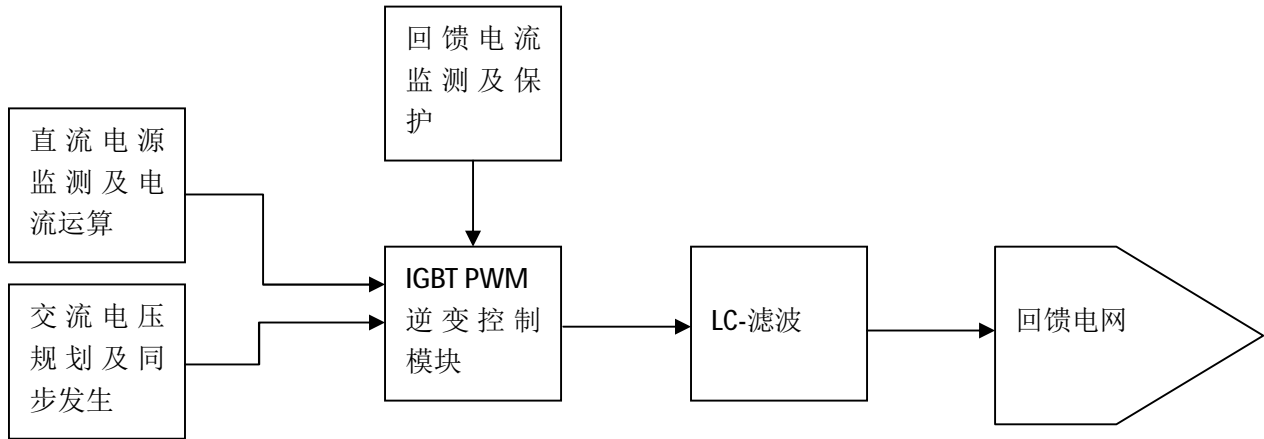 回馈电流
监测及保
护
直流电源
监测及电
流运算
IGBT PWM
逆变控制
模块
LC-滤波
回馈电网
交流电压
规划及同
步发生